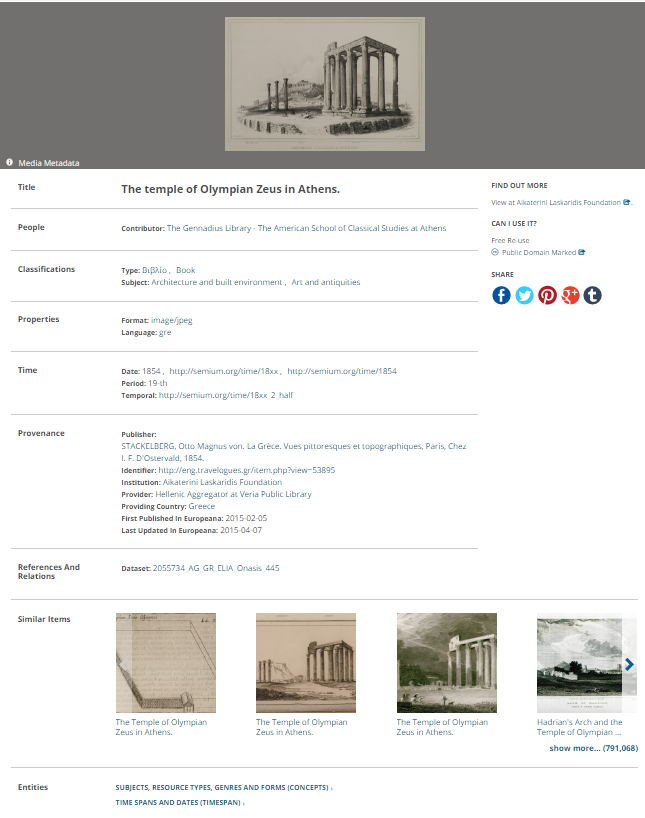 Media Metadata
Title
The temple of Olympian Zeus in Athens.
People
Contributor: The Gennadius Library - The American School of Classical Studies at Athens
Classifications
Type: Βιβλίο , Book
Subject: Architecture and built environment , Art and antiquities
Properties
Format: image/jpeg
Language: gre
Time
Date: 1854 , http://semium.org/time/18xx , http://semium.org/time/1854
Period: 19-th
Temporal: http://semium.org/time/18xx_2_half
Provenance
Publisher:
STACKELBERG, Otto Magnus von. La Grèce. Vues pittoresques et topographiques, Paris, Chez
I. F. D'Ostervald, 1854.
Identifier: http://eng.travelogues.gr/item.php?view=53895
Institution: Aikaterini Laskaridis Foundation
Provider: Hellenic Aggregator at Veria Public Library
Providing Country: Greece
First Published In Europeana: 2015-02-05
Last Updated In Europeana: 2015-04-07
References And
Relations
Dataset: 2055734_AG_GR_ELIA_Onasis_445
FIND OUT MORE
View at Aikaterini Laskaridis Foundation .
CAN I USE IT?
Free Re-use
Public Domain Marked
SHARE
Similar Items
The Temple of Olympian
Zeus in Athens.
The Temple of Olympian
Zeus in Athens.
The Temple of Olympian
Zeus in Athens.
Hadrian's Arch and the
Temple of Olympian ...
show more... (791,068)
Entities
SUBJECTS, RESOURCE TYPES, GENRES AND FORMS (CONCEPTS)
TIME SPANS AND DATES (TIMESPAN)